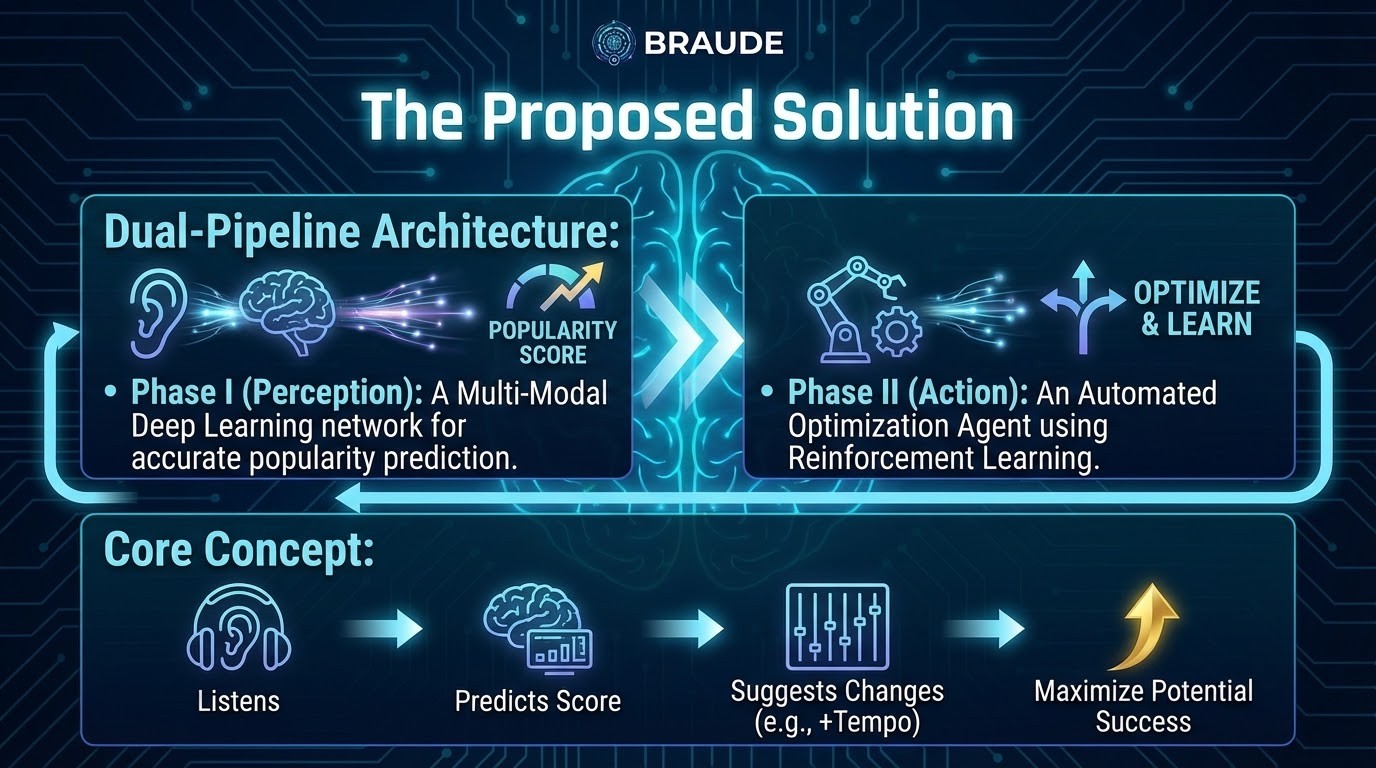 BRAUDE
The Proposed Solution
Dual-Pipeline Architecture:
POPULARITY
SCORE
• Phase I (Perception): A Multi-Modal
Deep Learning network for
accurate popularity prediction.
OPTIMIZE
& LEARN
• Phase II (Action): An Automated
Optimization Agent using
Reinforcement Learning.
Core Concept:
Listens
Predicts Score
Suggests Changes
(e.g., +Tempo)
Maximize Potential
Success